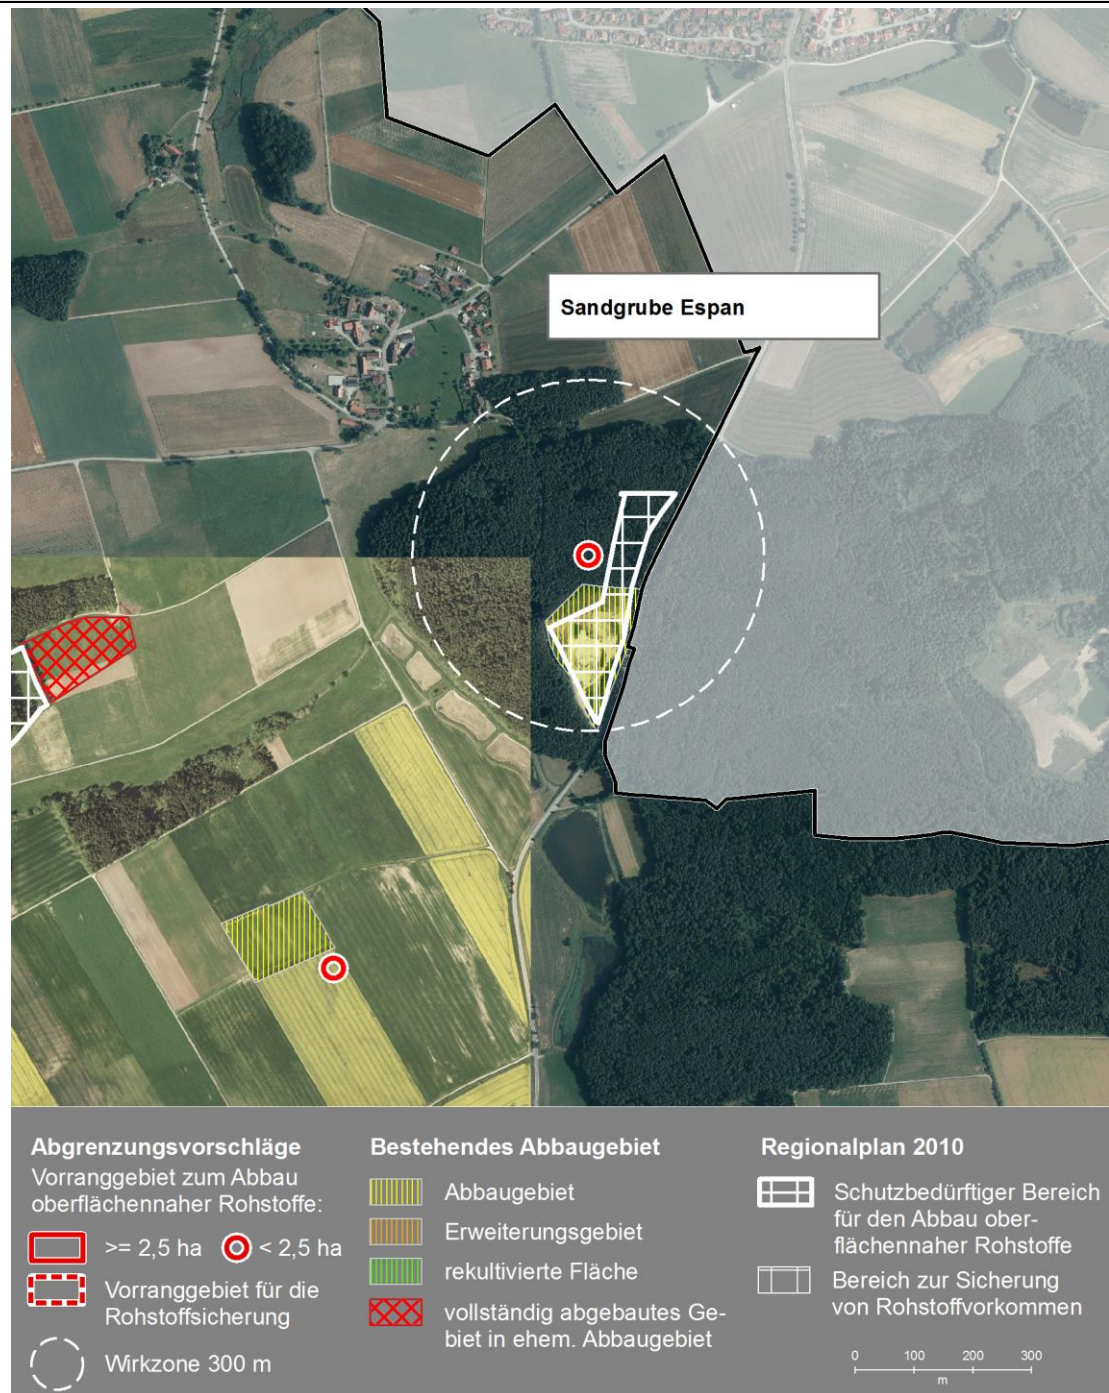 Sandgrube Espan
Abgrenzungsvorschläge
Vorranggebiet zum Abbau
oberflächennaher Rohstoffe:
>= 2,5 ha
< 2,5 ha
Vorranggebiet für die
Rohstoffsicherung
Wirkzone 300 m
Bestehendes Abbaugebiet
Abbaugebiet
Erweiterungsgebiet
rekultivierte Fläche
vollständig abgebautes Ge-
biet in ehem. Abbaugebiet
Regionalplan 2010
Schutzbedürftiger Bereich
für den Abbau ober-
flächennaher Rohstoffe
Bereich zur Sicherung
von Rohstoffvorkommen
0 100 200 300
m